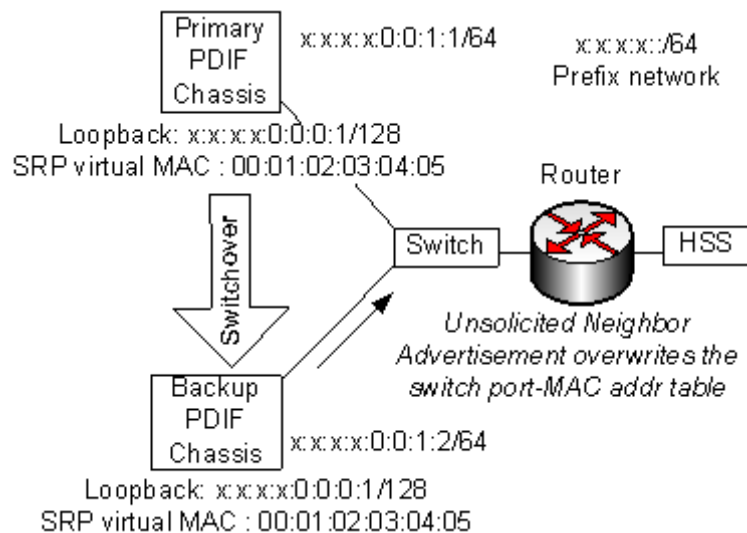 Primary
PDIF
Chassis
x:x:x:x:0:0:1:1/64
x:x:x:x::/64
Prefix network
Loopback: x:x:x:x:0:0:0:1/128
SRP virtual MAC : 00:01:02:03:04:05
Switchover
Router
Switch
HSS
Unsolicited Neighbor
Advertisement overwrites the
switch port-MAC addr table
Backup
PDIF
Chassis
x:x:x:x:0:0:1:2/64
Loopback: x:x:x:x:0:0:0:1/128
SRP virtual MAC : 00:01:02:03:04:05